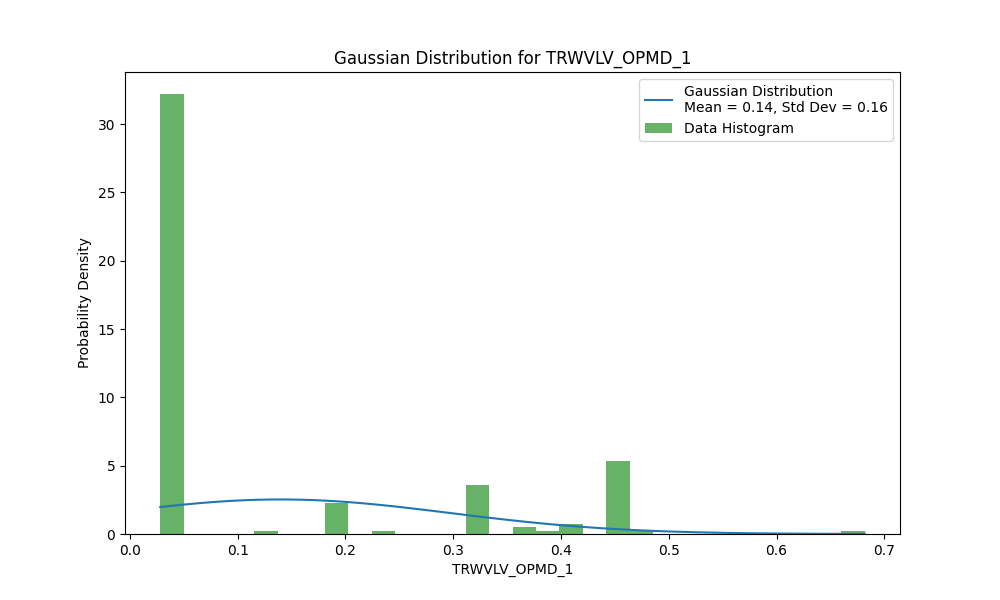 Gaussian Distribution for TRWVLV_OPMD_1
Gaussian Distribution
Mean = 0.14, Std Dev = 0.16
Data Histogram
Probability Density
30
25
20
15
10
5
0
0.0 0.1 0.2 0.3 0.4 0.5 0.6 0.7
TRWVLV_OPMD_1